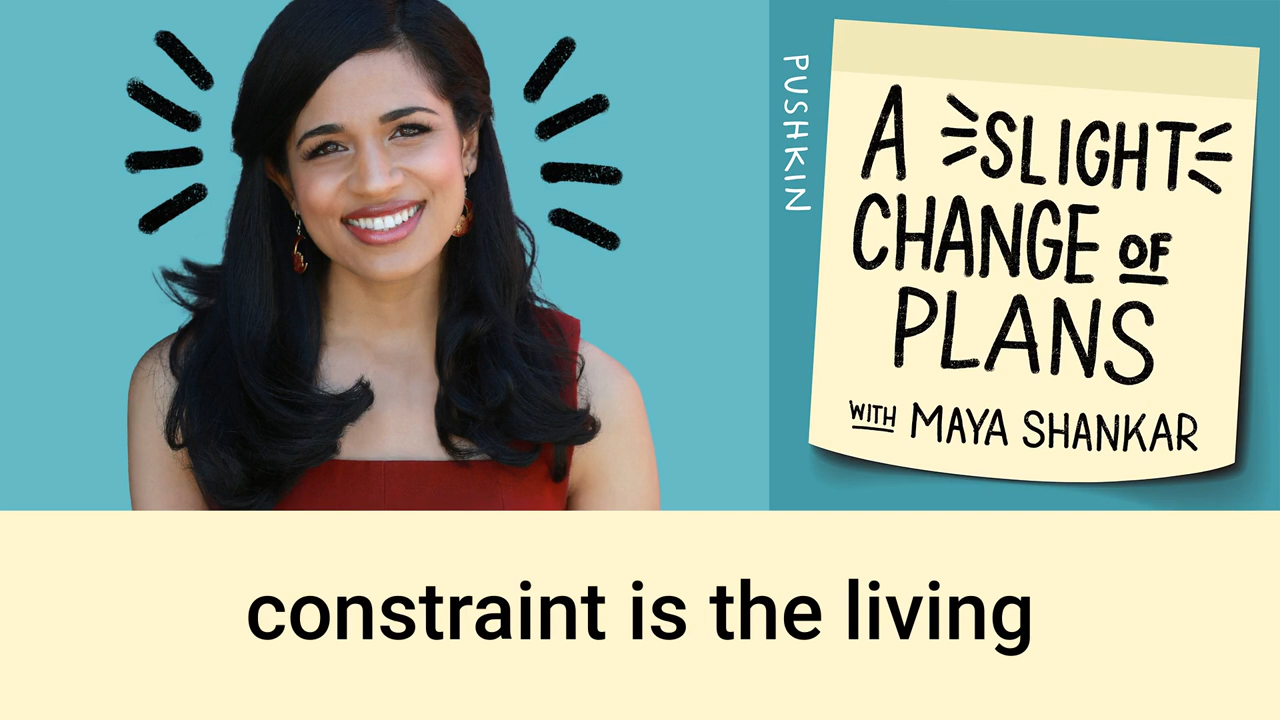 PUSHKIN
A SLIGHT
CHANGE OF
PLANS
WITH MAYA SHANKAR
constraint is the living